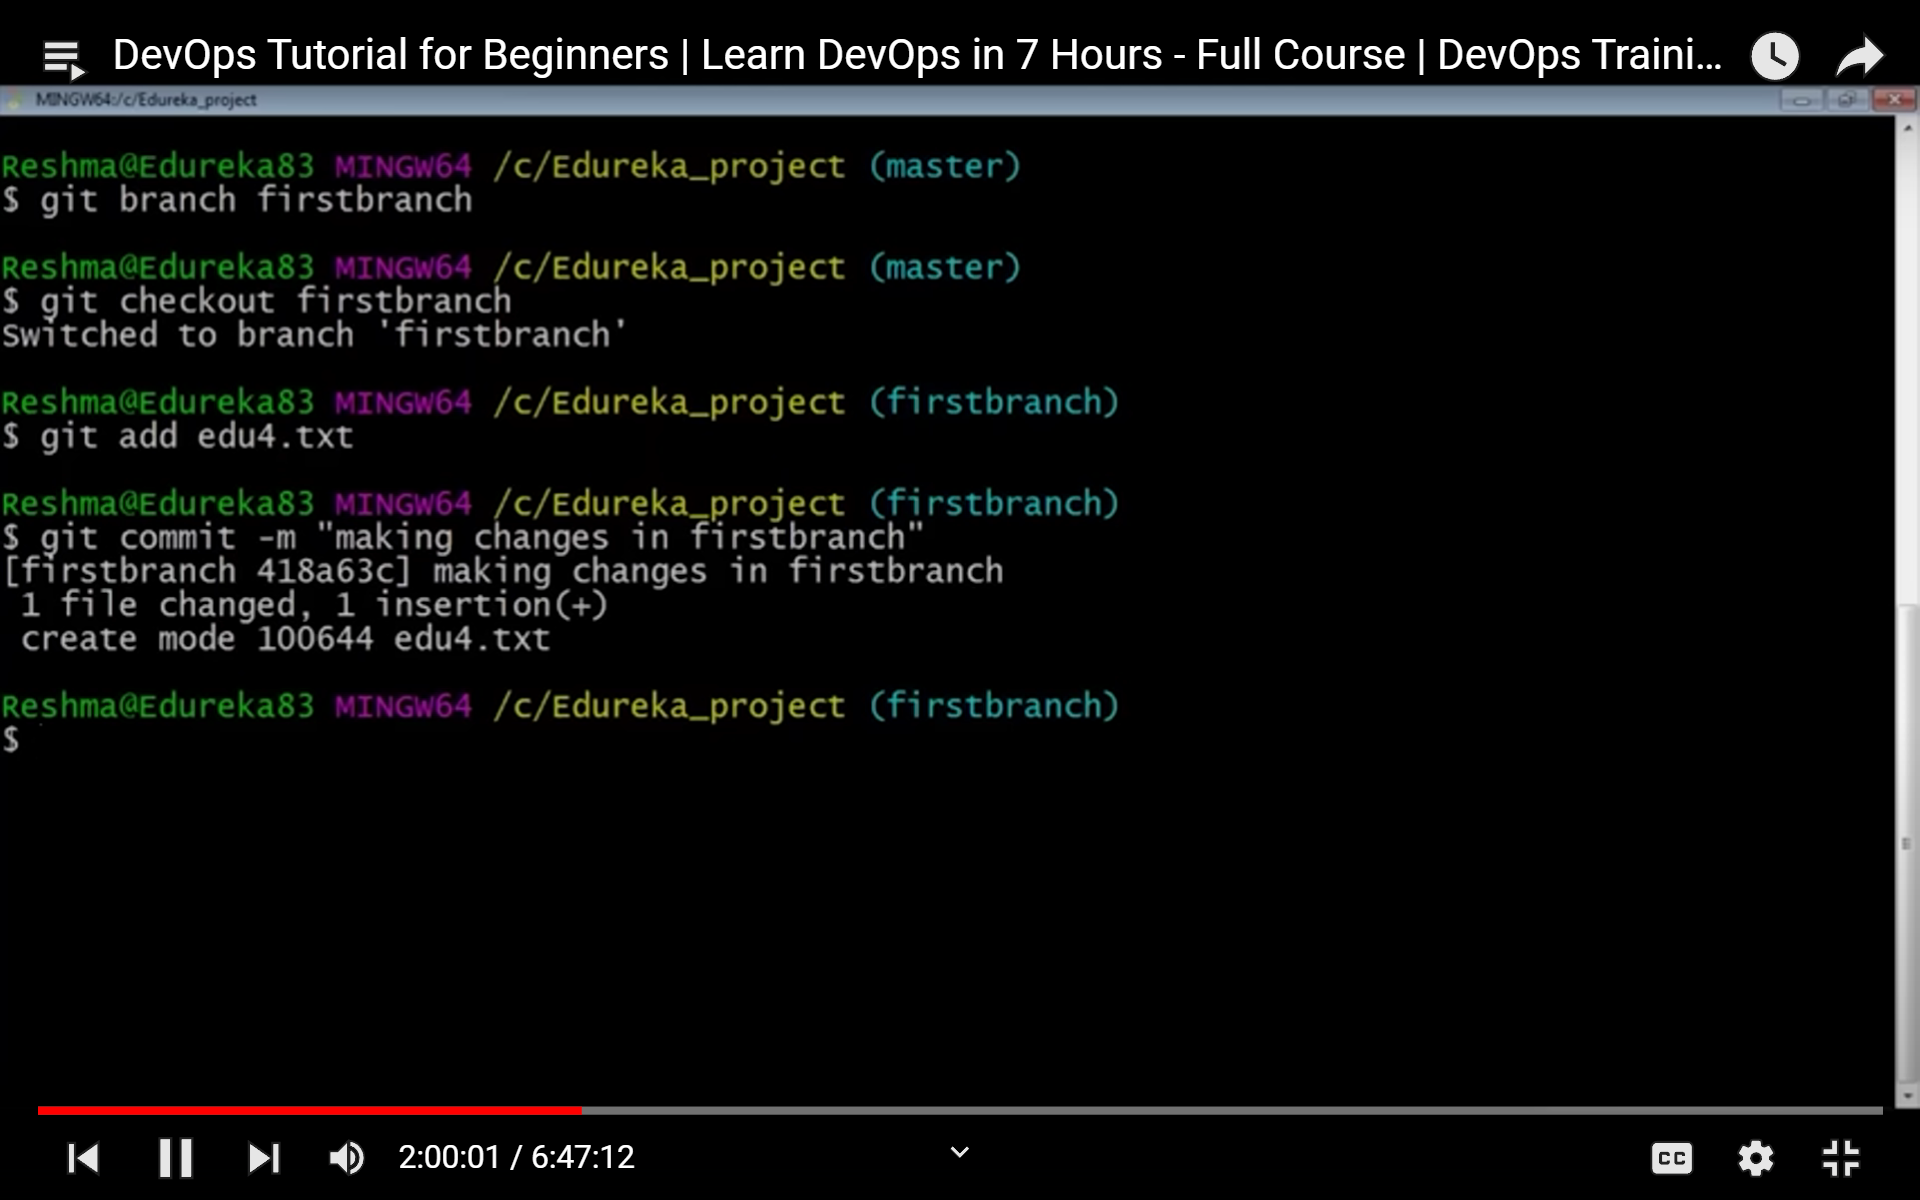 DevOps Tutorial for Beginners | Learn DevOps in 7 Hours - Full Course | DevOps Traini...
MINGW64:/c/Edureka_project
Reshma@Edureka83 MINGW64 /c/Edureka_project (master)
$ git branch firstbranch
Reshma@Edureka83 MINGW64 /c/Edureka_project (master)
$ git checkout firstbranch
Switched to branch 'firstbranch'
Reshma@Edureka83 MINGW64 /c/Edureka_project (firstbranch)
$ git add edu4.txt
Reshma@Edureka83 MINGW64 /c/Edureka_project (firstbranch)
$ git commit -m "making changes in firstbranch"
[firstbranch 418a63c] making changes in firstbranch
 1 file changed, 1 insertion(+)
 create mode 100644 edu4.txt
Reshma@Edureka83 MINGW64 /c/Edureka_project (firstbranch)
$
2:00:01 / 6:47:12
CC